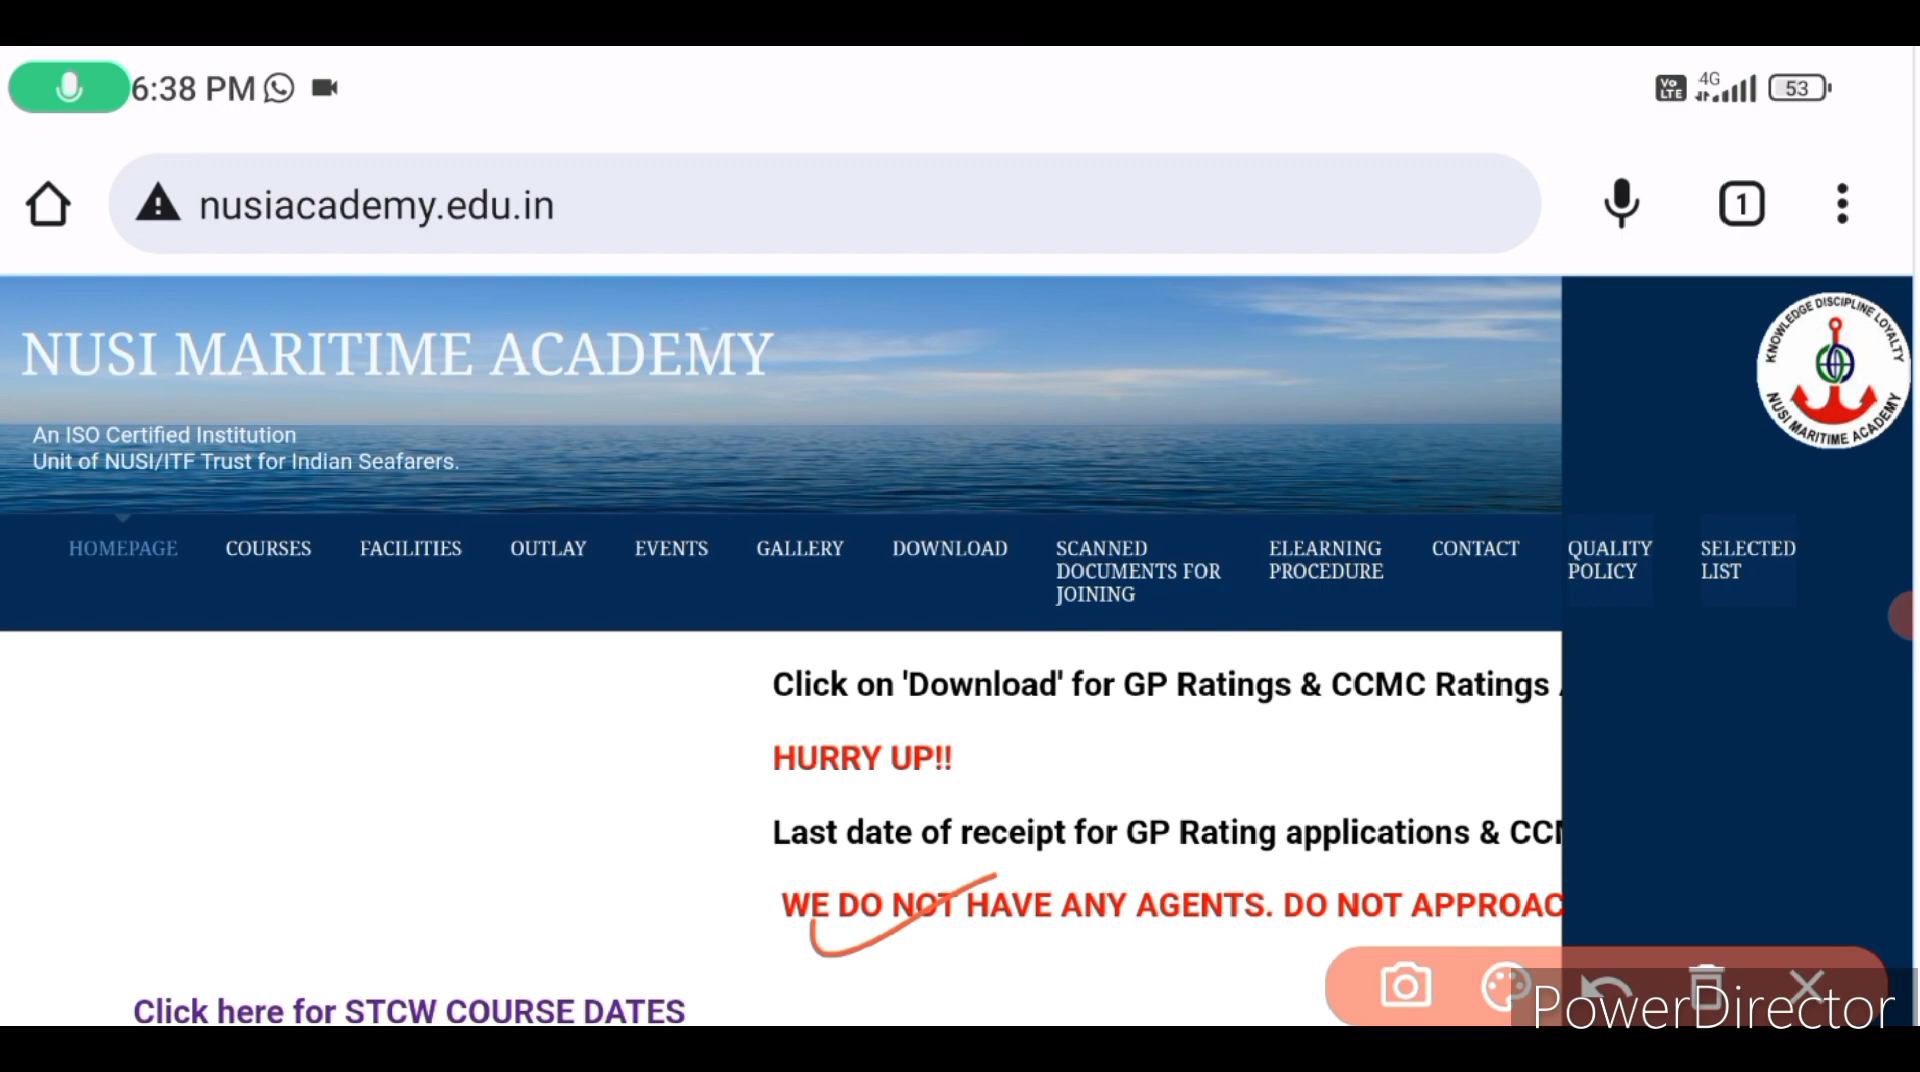 6:38 PM
Vo LTE 4G 53
nusiacademy.edu.in
1
NUSI MARITIME ACADEMY
KNOWLEDGE DISCIPLINE LOYALTY
NUSI MARITIME ACADEMY
An ISO Certified Institution
Unit of NUSI/ITF Trust for Indian Seafarers.
HOMEPAGE COURSES FACILITIES OUTLAY EVENTS GALLERY DOWNLOAD SCANNED ELEARNING CONTACT QUALITY SELECTED
DOCUMENTS FOR PROCEDURE POLICY LIST
JOINING
Click on 'Download' for GP Ratings & CCMC Ratings
HURRY UP!!
Last date of receipt for GP Rating applications &
WE DO NOT HAVE ANY AGENTS. DO NOT
Click here for STCW COURSE DATES
PowerDirector